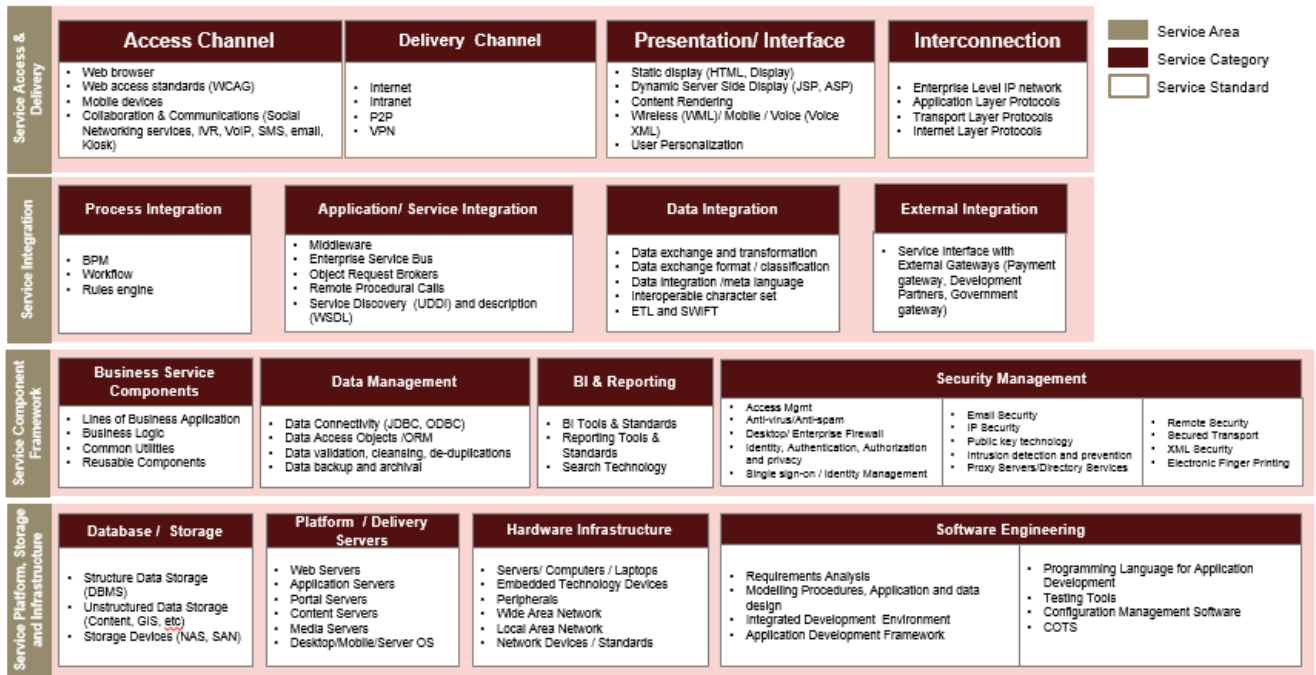 Service Access &
Delivery
Access Channel
• Web browser
• Web access standards (WCAG)
• Mobile devices
• Collaboration & Communications (Social
Networking services, IVR, VoIP, SMS, email,
Kiosk)
Delivery Channel
• Internet
• Intranet
• P2P
• VPN
Presentation/ Interface
• Static display (HTML, Display)
• Dynamic Server Side Display (JSP, ASP)
• Content Rendering
• Wireless (WML)/ Mobile / Voice (Voice
XML)
• User Personalization
Interconnection
• Enterprise Level IP network
• Application Layer Protocols
• Transport Layer Protocols
• Internet Layer Protocols
Service Area
Service Category
Service Standard
Service Integration
Process Integration
• BPM
• Workflow
• Rules engine
Application/ Service Integration
• Middleware
• Enterprise Service Bus
• Object Request Brokers
• Remote Procedural Calls
• Service Discovery (UDDI) and description
(WSDL)
Data Integration
• Data exchange and transformation
• Data exchange format / classification
• Data integration /meta language
• Interoperable character set
• ETL and SWIFT
External Integration
• Service Interface with
External Gateways (Payment
gateway, Development
Partners, Government
gateway)
Service Component
Framework
Business Service
Components
• Lines of Business Application
• Business Logic
• Common Utilities
• Reusable Components
Data Management
• Data Connectivity (JDBC, ODBC)
• Data Access Objects /ORM
• Data validation, cleansing, de-duplications
• Data backup and archival
BI & Reporting
• BI Tools & Standards
• Reporting Tools &
Standards
• Search Technology
Security Management
• Access Mgmt
• Anti-virus/Anti-spam
• Desktop/ Enterprise Firewall
• Identity, Authentication, Authorization
and privacy
• Single sign-on / Identity Management
• Email Security
• IP Security
• Public key technology
• Intrusion detection and prevention
• Proxy Servers/Directory Services
• Remote Security
• Secured Transport
• XML Security
• Electronic Finger Printing
Service Platform, Storage
and Infrastructure
Database / Storage
• Structure Data Storage
(DBMS)
• Unstructured Data Storage
(Content, GIS, etc)
• Storage Devices (NAS, SAN)
Platform / Delivery
Servers
• Web Servers
• Application Servers
• Portal Servers
• Content Servers
• Media Servers
• Desktop/Mobile/Server OS
Hardware Infrastructure
• Servers/ Computers / Laptops
• Embedded Technology Devices
• Peripherals
• Wide Area Network
• Local Area Network
• Network Devices / Standards
Software Engineering
• Requirements Analysis
• Modelling Procedures, Application and data
design
• Integrated Development Environment
• Application Development Framework
• Programming Language for Application
Development
• Testing Tools
• Configuration Management Software
• COTS